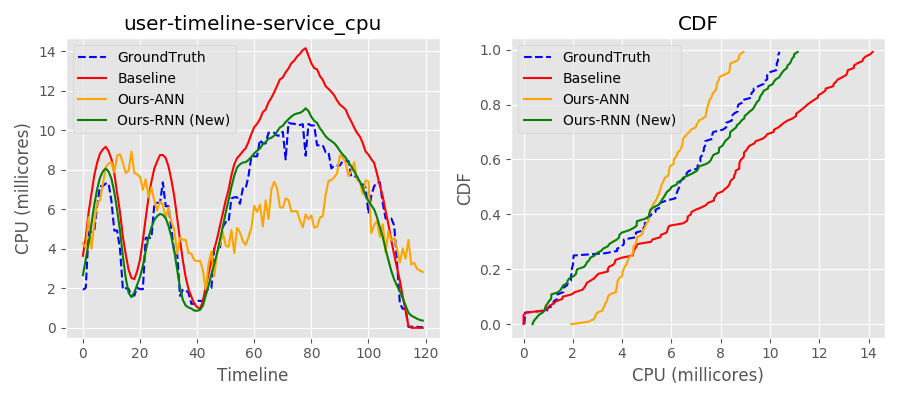 user-timeline-service_cpu
CPU (millicores)
14
12
10
8
6
4
2
0
GroundTruth
Baseline
Ours-ANN
Ours-RNN (New)
0 20 40 60 80 100 120
Timeline
CDF
CDF
1.0
0.8
0.6
0.4
0.2
0.0
GroundTruth
Baseline
Ours-ANN
Ours-RNN (New)
0 2 4 6 8 10 12 14
CPU (millicores)